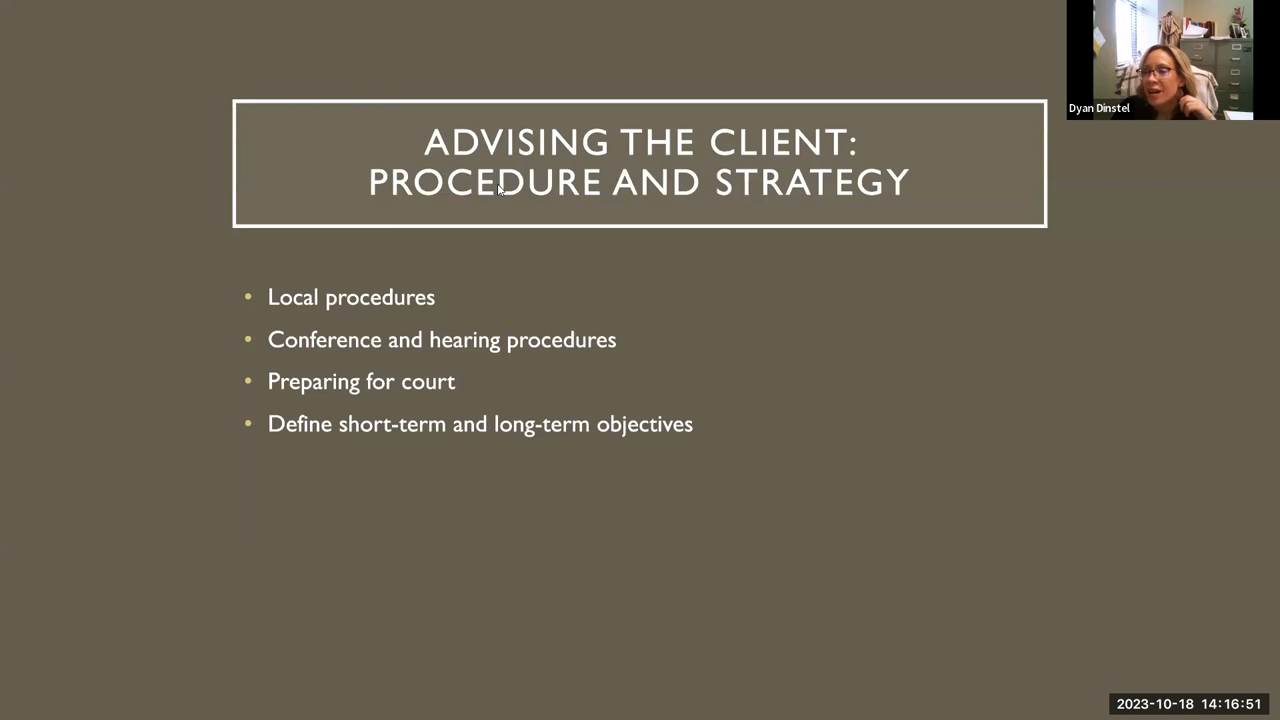 Dyan Dinstel
ADVISING THE CLIENT:
PROCEDURE AND STRATEGY
• Local procedures
• Conference and hearing procedures
• Preparing for court
• Define short-term and long-term objectives
2023-10-18 14:16:51